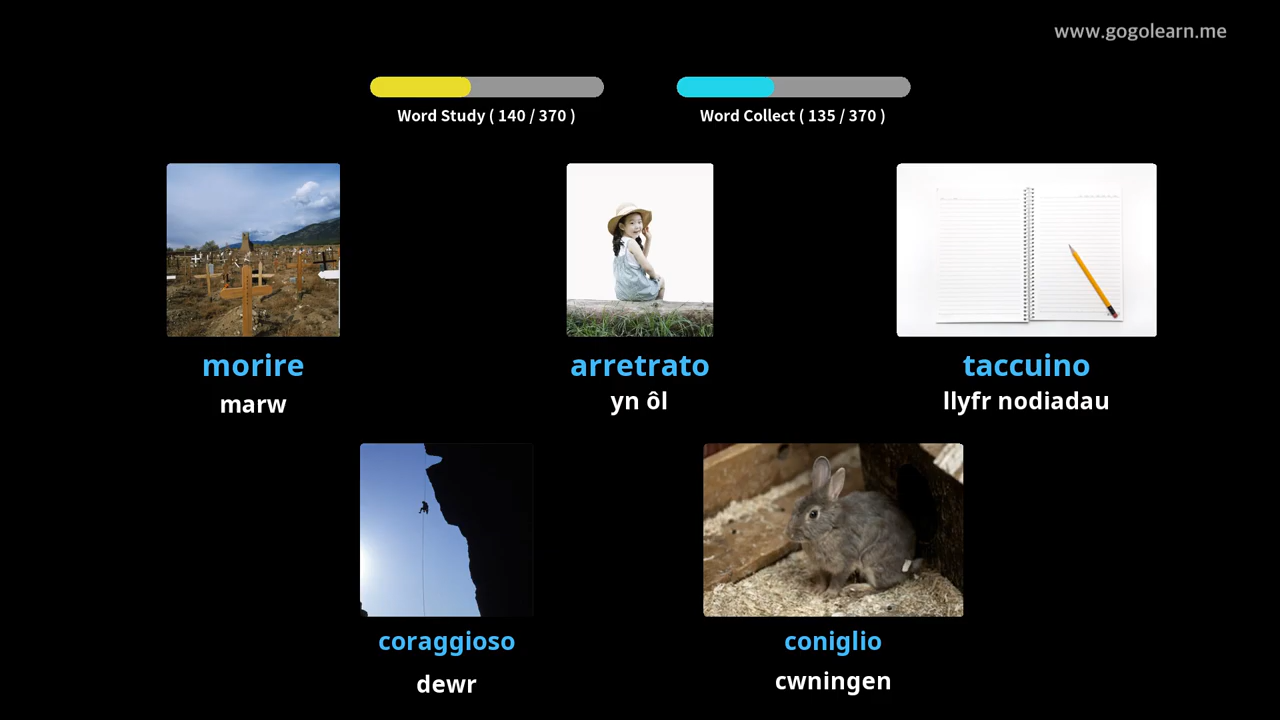 www.gogolearn.me
Word Study ( 140 / 370 )
Word Collect ( 135 / 370 )
morire
marw
arretrato
yn ôl
taccuino
llyfr nodiadau
coraggioso
dewr
coniglio
cwningen